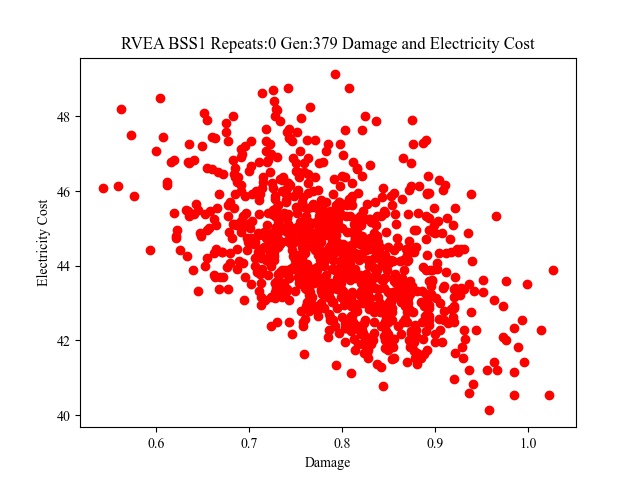 RVEA BSS1 Repeats:0 Gen:379 Damage and Electricity Cost
48
46
44
42
40
Electricity Cost
0.6 0.7 0.8 0.9 1.0
Damage